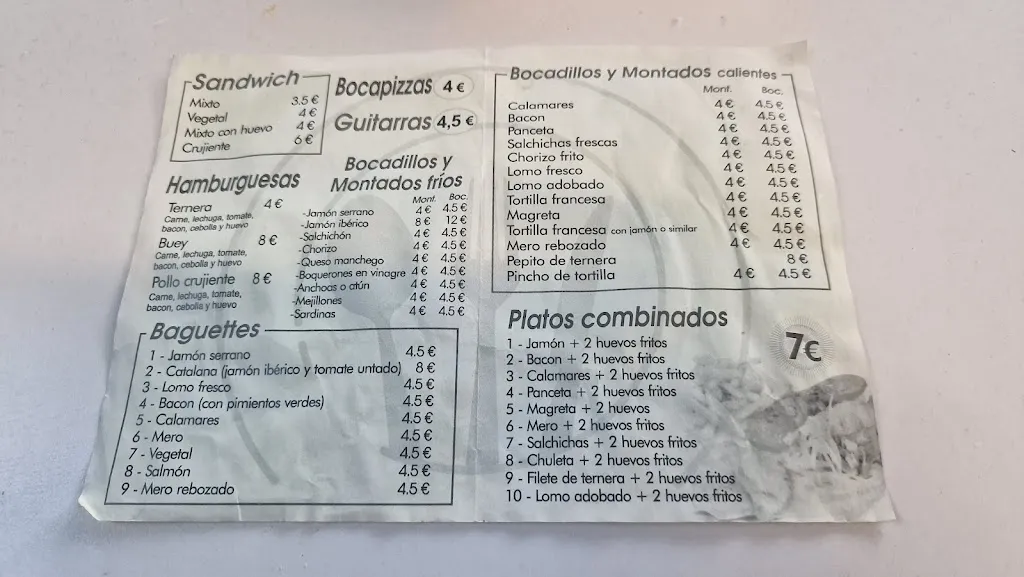 Sandwich
Mixto 3.5 €
Vegetal 4 €
Mixto con huevo 4 €
Crujiente 6 €
Bocapizzas 4 €
Guitarras 4,5 €
Hamburguesas
Ternera 4 €
Carne, lechuga, tomate,
bacon, cebolla y huevo
Buey 8 €
Carne, lechuga, tomate,
bacon, cebolla y huevo
Pollo crujiente 8 €
Carne, lechuga, tomate,
bacon, cebolla y huevo
Bocadillos y
Montados fríos
Mont. Boc.
-Jamón serrano 4 € 4.5 €
-Jamón ibérico 8 € 12 €
-Salchichón 4 € 4.5 €
-Chorizo 4 € 4.5 €
-Queso manchego 4 € 4.5 €
-Boquerones en vinagre 4 € 4.5 €
-Anchoas o atún 4 € 4.5 €
-Mejillones 4 € 4.5 €
-Sardinas 4 € 4.5 €
Baguettes
1 - Jamón serrano 4.5 €
2 - Catalana (jamón ibérico y tomate untado) 8 €
3 - Lomo fresco 4.5 €
4 - Bacon (con pimientos verdes) 4.5 €
5 - Calamares 4.5 €
6 - Mero 4.5 €
7 - Vegetal 4.5 €
8 - Salmón 4.5 €
9 - Mero rebozado 4.5 €
Bocadillos y Montados calientes
Mont. Boc.
Calamares 4 € 4.5 €
Bacon 4 € 4.5 €
Panceta 4 € 4.5 €
Salchichas frescas 4 € 4.5 €
Chorizo frito 4 € 4.5 €
Lomo fresco 4 € 4.5 €
Lomo adobado 4 € 4.5 €
Tortilla francesa 4 € 4.5 €
Magreta 4 € 4.5 €
Tortilla francesa con jamón o similar 4 € 4.5 €
Mero rebozado 4 € 4.5 €
Pepito de ternera 8 €
Pincho de tortilla 4 € 4.5 €
Platos combinados
7€
1 - Jamón + 2 huevos fritos
2 - Bacon + 2 huevos fritos
3 - Calamares + 2 huevos fritos
4 - Panceta + 2 huevos fritos
5 - Magreta + 2 huevos
6 - Mero + 2 huevos fritos
7 - Salchichas + 2 huevos fritos
8 - Chuleta + 2 huevos fritos
9 - Filete de ternera + 2 huevos fritos
10 - Lomo adobado + 2 huevos fritos